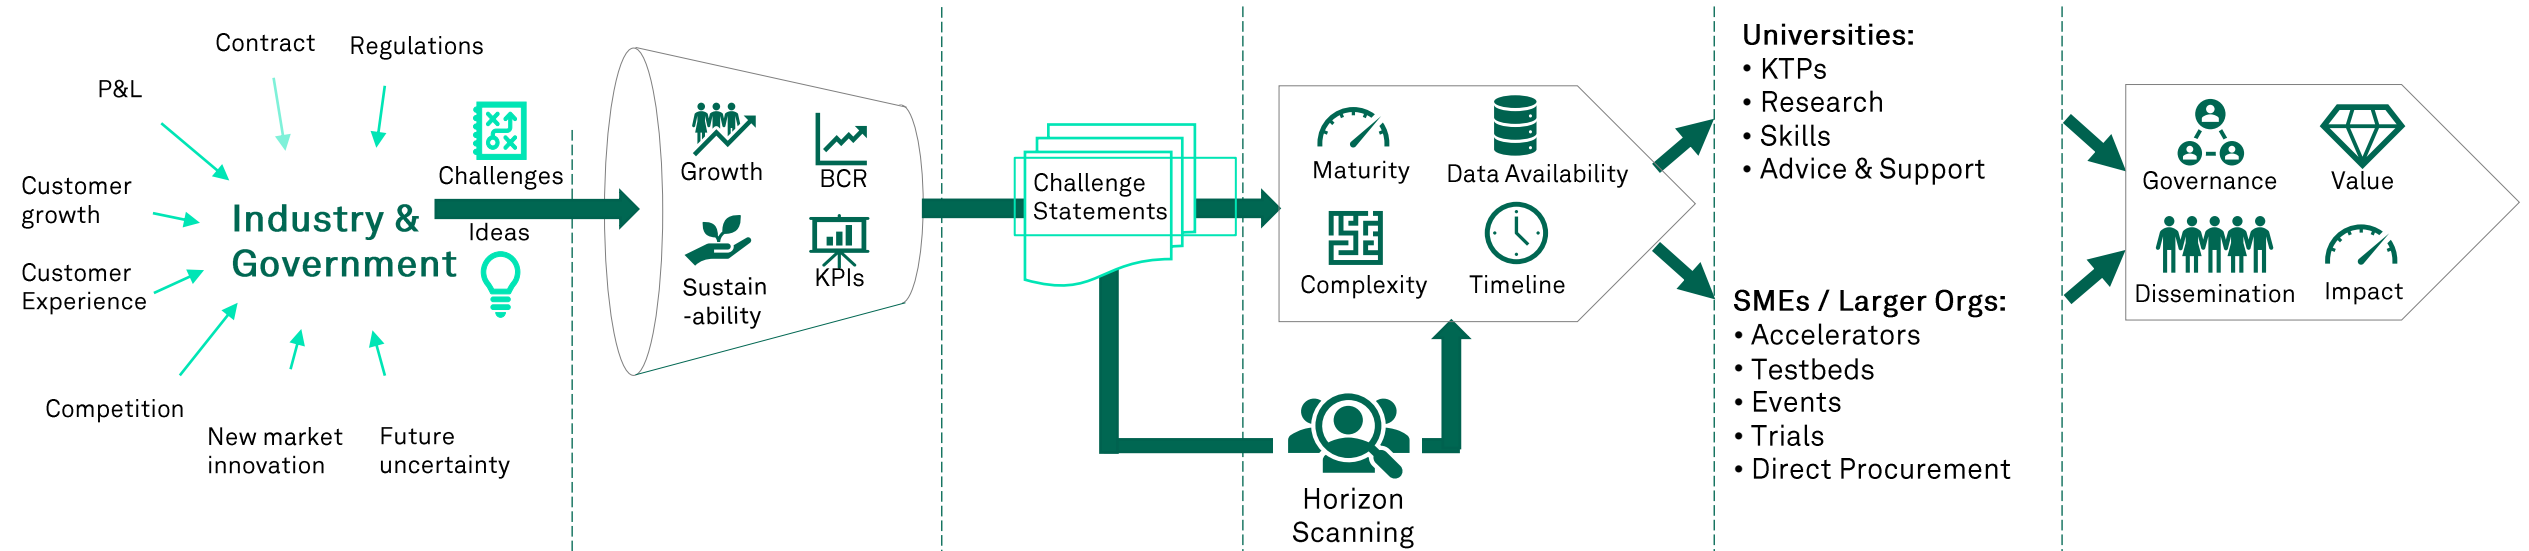 Contract
Regulations
P&L
Customer
growth
Customer
Experience
Competition
New market
innovation
Future
uncertainty
Industry &
Government
Challenges
Ideas
Growth
BCR
Sustain
-ability
KPIs
Challenge
Statements
Maturity
Data Availability
Complexity
Timeline
Horizon
Scanning
Universities:
• KTPs
• Research
• Skills
• Advice & Support
SMEs / Larger Orgs:
• Accelerators
• Testbeds
• Events
• Trials
• Direct Procurement
Governance
Value
Dissemination
Impact